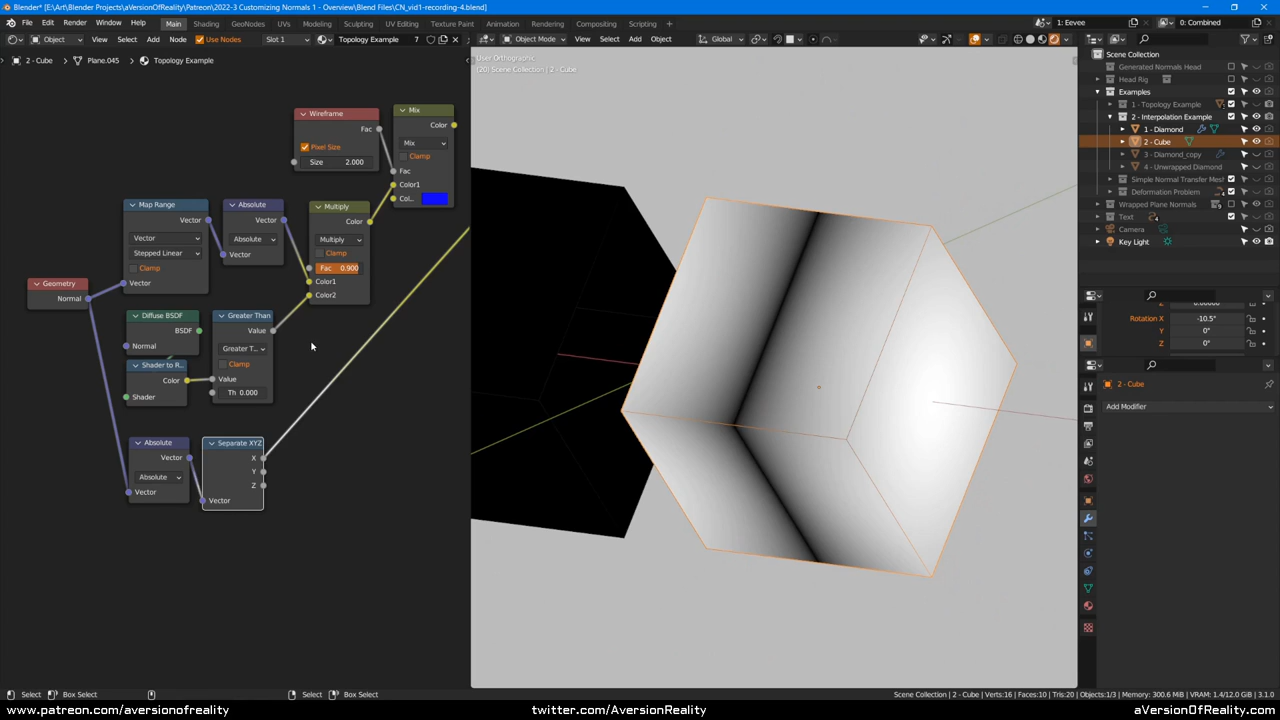 Blender* [E:\Art\Blender Projects\aVersionOfReality\Patreon\2022-3 Customizing Normals 1 - Overview\Blend Files\CN_vid1-recording-4.blend]
File Edit Render Window Help Main Shading GeoNodes UVs Modeling Sculpting UV Editing Texture Paint Animation Rendering Compositing Scripting 1: Eevee 0: Combined
Object View Select Add Node Use Nodes Slot 1 Topology Example 7 Object Mode View Select Add Object Global
2 - Cube > Plane.045 > Topology Example
User Orthographic
(20) Scene Collection | 2 - Cube
Scene Collection
Generated Normals Head
Head Rig
Examples
1 - Topology Example
2 - Interpolation Example
1 - Diamond
2 - Cube
3 - Diamond_copy
4 - Unwrapped Diamond
Simple Normal Transfer Mesh
Deformation Problem
Wrapped Plane Normals
Text
Camera
Key Light
Rotation X -10.5°
Y 0°
Z 0°
2 - Cube
Add Modifier
Wireframe
Fac
Pixel Size
Size 2.000
Mix
Color
Mix
Clamp
Fac
Color1
Col...
Map Range
Vector
Vector
Stepped Linear
Clamp
Vector
Absolute
Vector
Absolute
Vector
Multiply
Color
Multiply
Clamp
Fac 0.900
Color1
Color2
Geometry
Normal
Diffuse BSDF
BSDF
Normal
Greater Than
Value
Greater T...
Clamp
Value
Th 0.000
Shader to R...
Color
Shader
Absolute
Vector
Absolute
Vector
Separate XYZ
X
Y
Z
Vector
Select Box Select Select Box Select Scene Collection | 2 - Cube | Verts:16 | Faces:10 | Tris:20 | Objects:1/3 | Memory: 300.6 MiB | VRAM: 1.4/12.0 GiB | 3.1.0
www.patreon.com/aversionofreality twitter.com/AversionReality aVersionOfReality.com